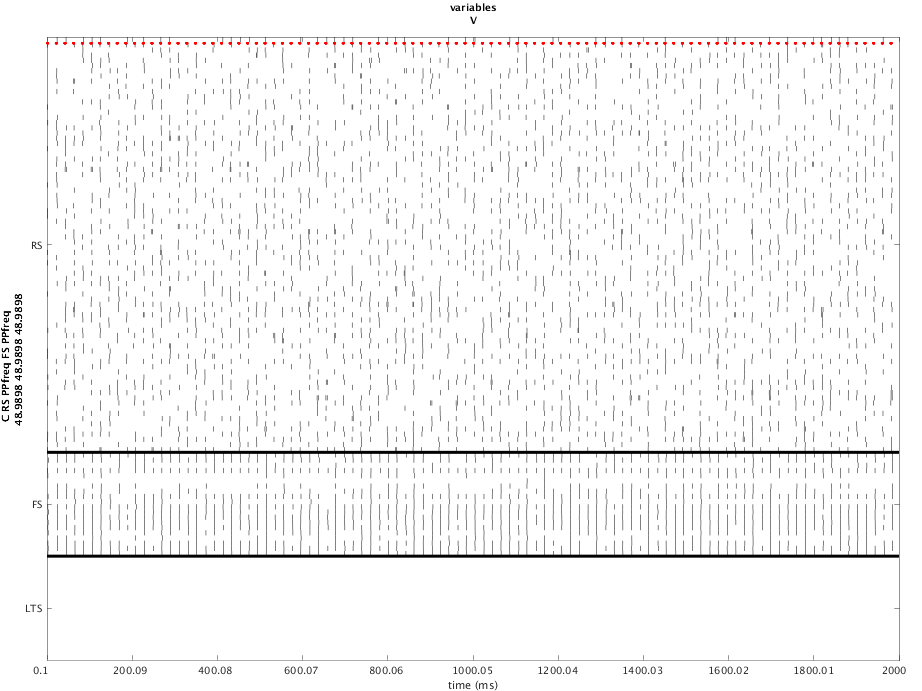 variables
V
C RS PPfreq FS PPfreq
48.9898 48.9898 48.9898
RS
FS
LTS
0.1 200.09 400.08 600.07 800.06 1000.05 1200.04 1400.03 1600.02 1800.01 2000
time (ms)